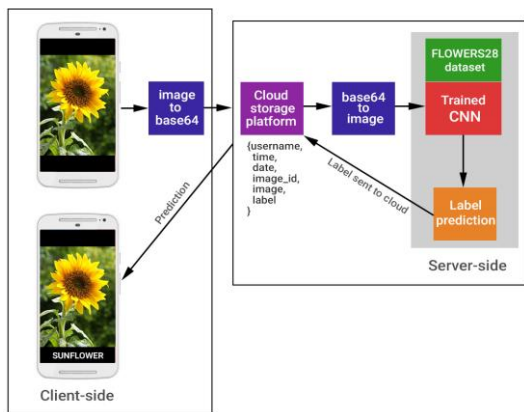 image
to
base64
Cloud
storage
platform
{username,
time,
date,
image_id,
image,
label
}
base64
to
image
FLOWERS28
dataset
Trained
CNN
Label
prediction
Label sent to cloud
Prediction
Server-side
SUNFLOWER
Client-side